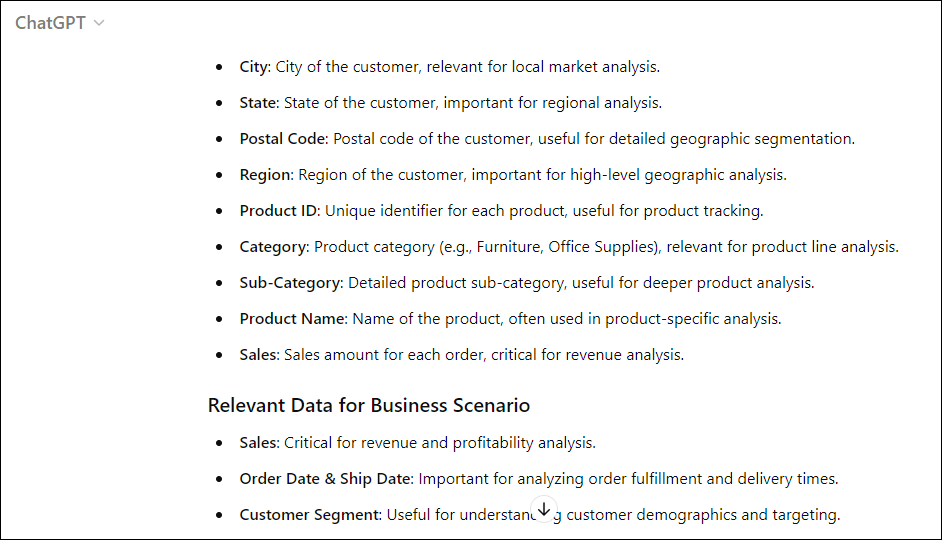 ChatGPT
City: City of the customer, relevant for local market analysis.
State: State of the customer, important for regional analysis.
Postal Code: Postal code of the customer, useful for detailed geographic segmentation.
Region: Region of the customer, important for high-level geographic analysis.
Product ID: Unique identifier for each product, useful for product tracking.
Category: Product category (e.g., Furniture, Office Supplies), relevant for product line analysis.
Sub-Category: Detailed product sub-category, useful for deeper product analysis.
Product Name: Name of the product, often used in product-specific analysis.
Sales: Sales amount for each order, critical for revenue analysis.
Relevant Data for Business Scenario
Sales: Critical for revenue and profitability analysis.
Order Date & Ship Date: Important for analyzing order fulfillment and delivery times.
Customer Segment: Useful for understanding customer demographics and targeting.